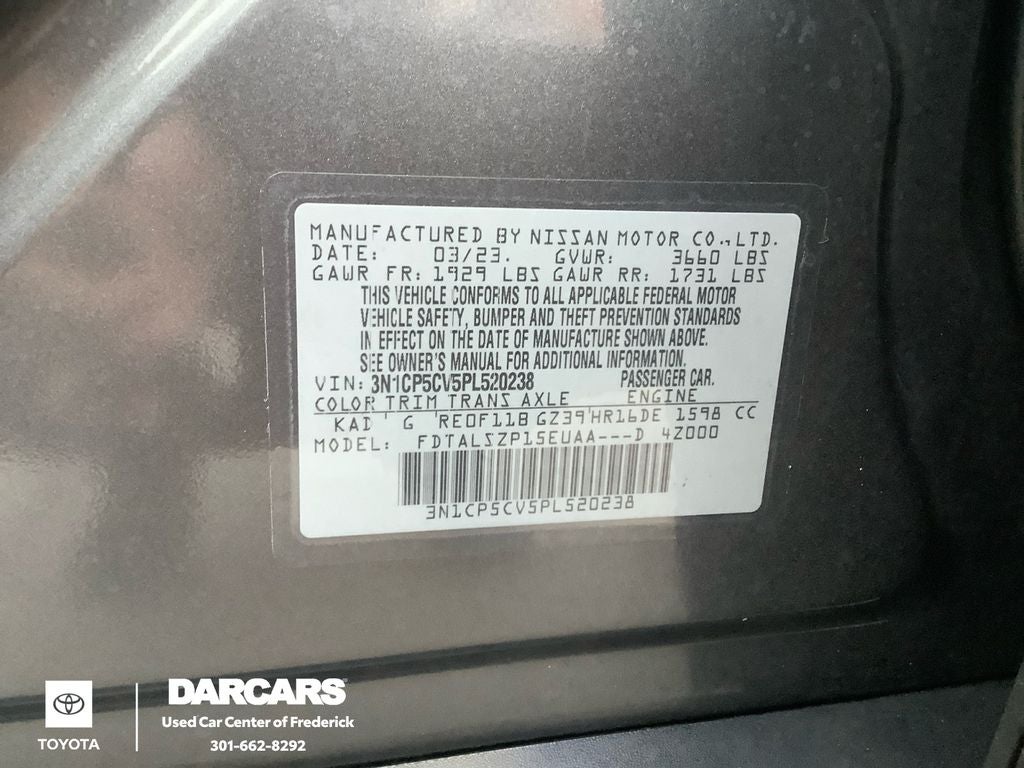 MANUFACTURED BY NISSAN MOTOR CO., LTD.
DATE: 03/23. GVWR: 3660 LBS
GAWR FR: 1929 LBS GAWR RR: 1731 LBS
THIS VEHICLE CONFORMS TO ALL APPLICABLE FEDERAL MOTOR
VEHICLE SAFETY, BUMPER AND THEFT PREVENTION STANDARDS
IN EFFECT ON THE DATE OF MANUFACTURE SHOWN ABOVE.
SEE OWNER'S MANUAL FOR ADDITIONAL INFORMATION.
VIN: 3N1CP5CV5PL520238 PASSENGER CAR.
COLOR TRIM TRANS AXLE ENGINE
KAD G RE0F11B GZ39 HR16DE 1598 CC
MODEL: FDTALSZP15EUAA---D 4Z000
3N1CP5CV5PL520238
TOYOTA
DARCARS
Used Car Center of Frederick
301-662-8292